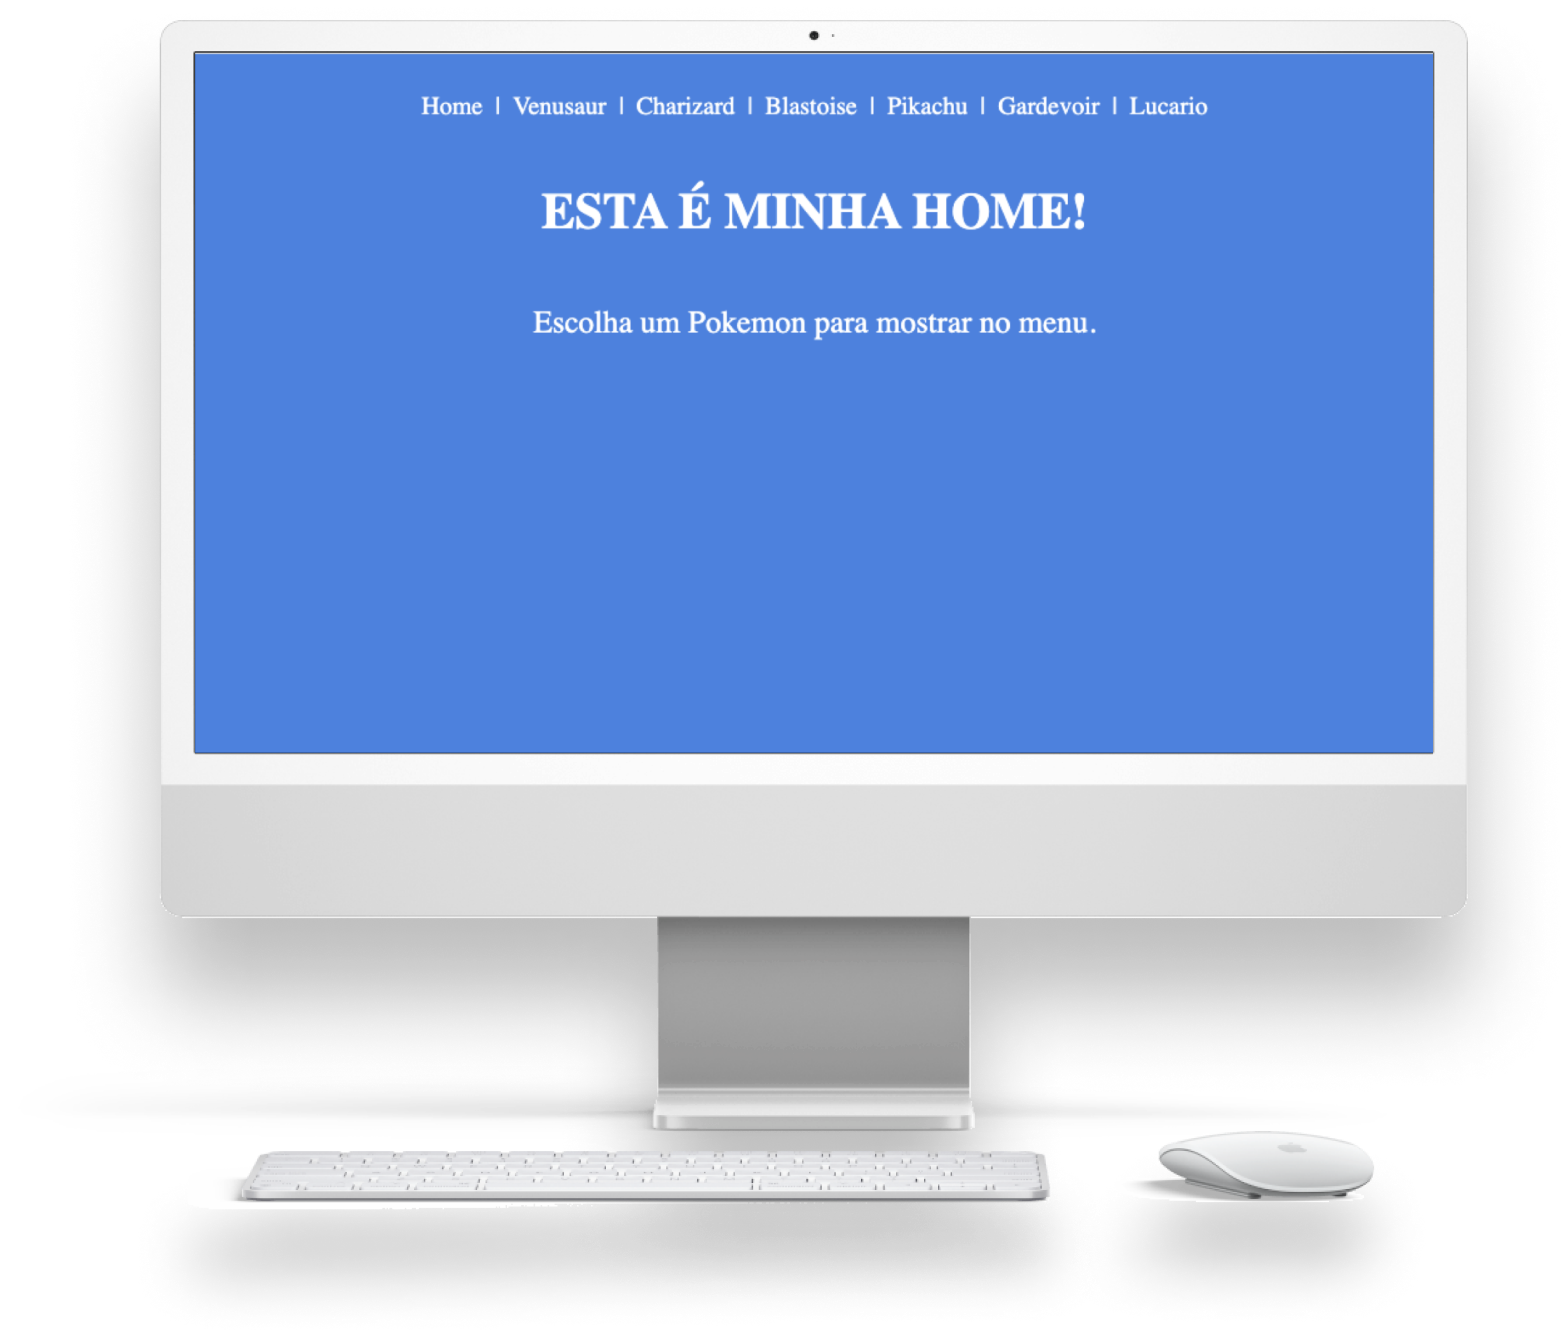 Home | Venusaur | Charizard | Blastoise | Pikachu | Gardevoir | Lucario
ESTA É MINHA HOME!
Escolha um Pokemon para mostrar no menu.